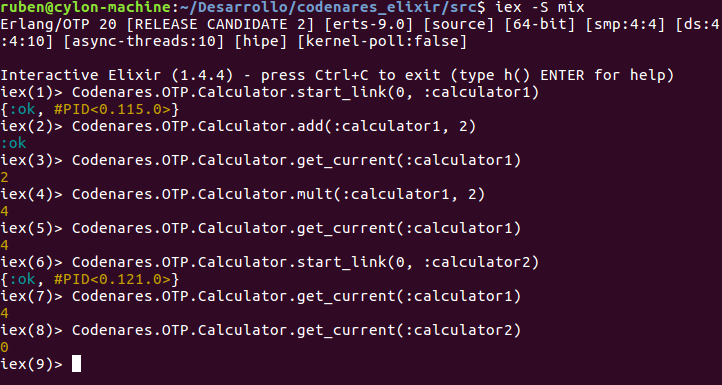 ruben@cylon-machine:~/Desarrollo/codenares_elixir/src$ iex -S mix
Erlang/OTP 20 [RELEASE CANDIDATE 2] [erts-9.0] [source] [64-bit] [smp:4:4] [ds:4
:4:10] [async-threads:10] [hipe] [kernel-poll:false]
Interactive Elixir (1.4.4) - press Ctrl+C to exit (type h() ENTER for help)
iex(1)> Codenares.OTP.Calculator.start_link(0, :calculator1)
{:ok, #PID<0.115.0>}
iex(2)> Codenares.OTP.Calculator.add(:calculator1, 2)
:ok
iex(3)> Codenares.OTP.Calculator.get_current(:calculator1)
2
iex(4)> Codenares.OTP.Calculator.mult(:calculator1, 2)
4
iex(5)> Codenares.OTP.Calculator.get_current(:calculator1)
4
iex(6)> Codenares.OTP.Calculator.start_link(0, :calculator2)
{:ok, #PID<0.121.0>}
iex(7)> Codenares.OTP.Calculator.get_current(:calculator1)
4
iex(8)> Codenares.OTP.Calculator.get_current(:calculator2)
0
iex(9)>